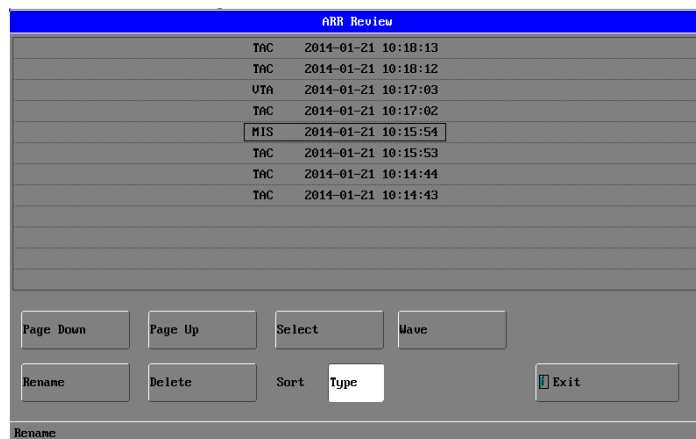 ARR Review
TAC 2014-01-21 10:18:13
TAC 2014-01-21 10:18:12
VTA 2014-01-21 10:17:03
TAC 2014-01-21 10:17:02
MIS 2014-01-21 10:15:54
TAC 2014-01-21 10:15:53
TAC 2014-01-21 10:14:44
TAC 2014-01-21 10:14:43
Page Down Page Up Select Wave
Rename Delete Sort Type Exit
Rename